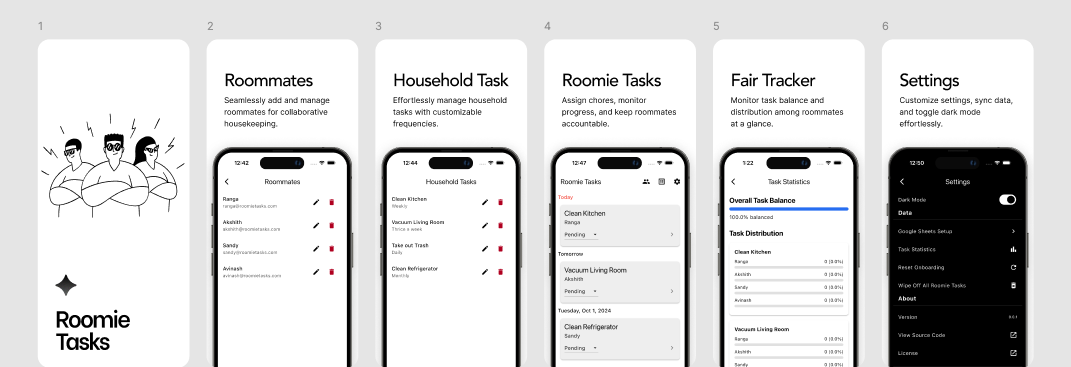 1
2
3
4
5
6
Roomie
Tasks
Roommates
Seamlessly add and manage
roommates for collaborative
housekeeping.
12:42
Roommates
Ranga
ranga@roomietasks.com
Akshith
akshith@roomietasks.com
Sandy
sandy@roomietasks.com
Avinash
avinash@roomietasks.com
Household Task
Effortlessly manage household
tasks with customizable
frequencies.
12:44
Household Tasks
Clean Kitchen
Weekly
Vacuum Living Room
Thrice a week
Take out Trash
Daily
Clean Refrigerator
Monthly
Roomie Tasks
Assign chores, monitor
progress, and keep roommates
accountable.
12:47
Roomie Tasks
Today
Clean Kitchen
Ranga
Pending
Tomorrow
Vacuum Living Room
Akshith
Pending
Tuesday, Oct 1, 2024
Clean Refrigerator
Sandy
Pending
Fair Tracker
Monitor task balance and
distribution among roommates
at a glance.
1:22
Task Statistics
Overall Task Balance
100.0% balanced
Task Distribution
Clean Kitchen
Ranga 0 (0.0%)
Akshith 0 (0.0%)
Sandy 0 (0.0%)
Avinash 0 (0.0%)
Vacuum Living Room
Ranga 0 (0.0%)
Akshith 0 (0.0%)
Sandy 0 (0.0%)
Settings
Customize settings, sync data,
and toggle dark mode
effortlessly.
12:50
Settings
Dark Mode
Data
Google Sheets Setup
Task Statistics
Reset Onboarding
Wipe Off All Roomie Tasks
About
Version
View Source Code
License